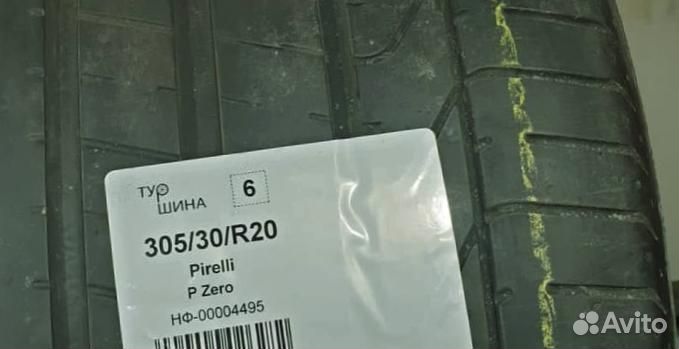 ТУР
ШИНА
6
305/30/R20
Pirelli
P Zero
НФ-00004495
Avito